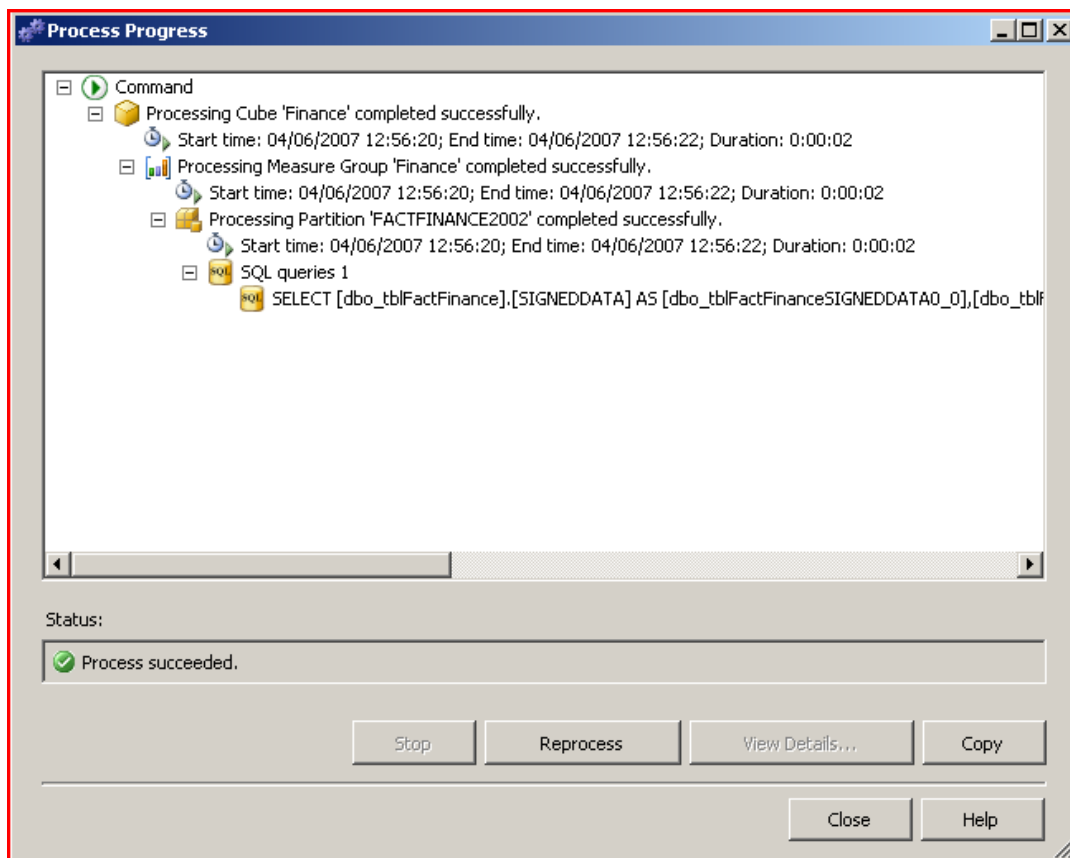 Process Progress
Command
Processing Cube 'Finance' completed successfully.
Start time: 04/06/2007 12:56:20; End time: 04/06/2007 12:56:22; Duration: 0:00:02
Processing Measure Group 'Finance' completed successfully.
Start time: 04/06/2007 12:56:20; End time: 04/06/2007 12:56:22; Duration: 0:00:02
Processing Partition 'FACTFINANCE2002' completed successfully.
Start time: 04/06/2007 12:56:20; End time: 04/06/2007 12:56:22; Duration: 0:00:02
SQL SQL queries 1
SQL SELECT [dbo_tblFactFinance].[SIGNEDDATA] AS [dbo_tblFactFinanceSIGNEDDATA0_0],[dbo_tblF
Status:
Process succeeded.
Stop Reprocess View Details... Copy
Close Help